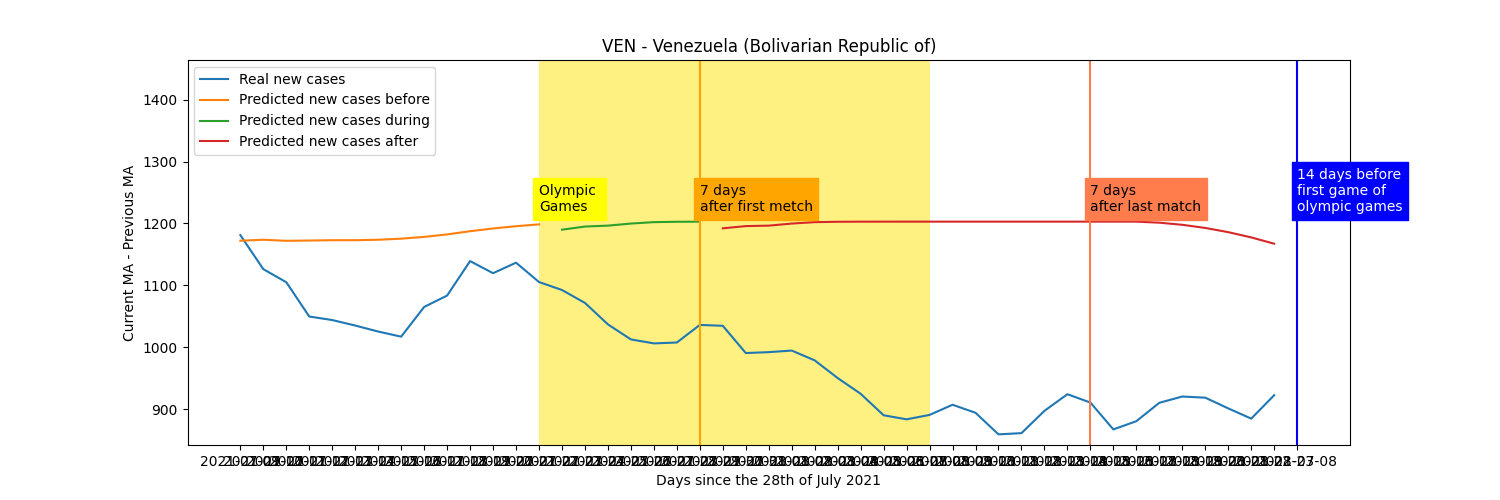 VEN - Venezuela (Bolivarian Republic of)
Real new cases
Predicted new cases before
Predicted new cases during
Predicted new cases after
Current MA - Previous MA
1400
1300
1200
1100
1000
900
Olympic
Games
7 days
after first metch
7 days
after last match
14 days before
first game of
olympic games
Days since the 28th of July 2021